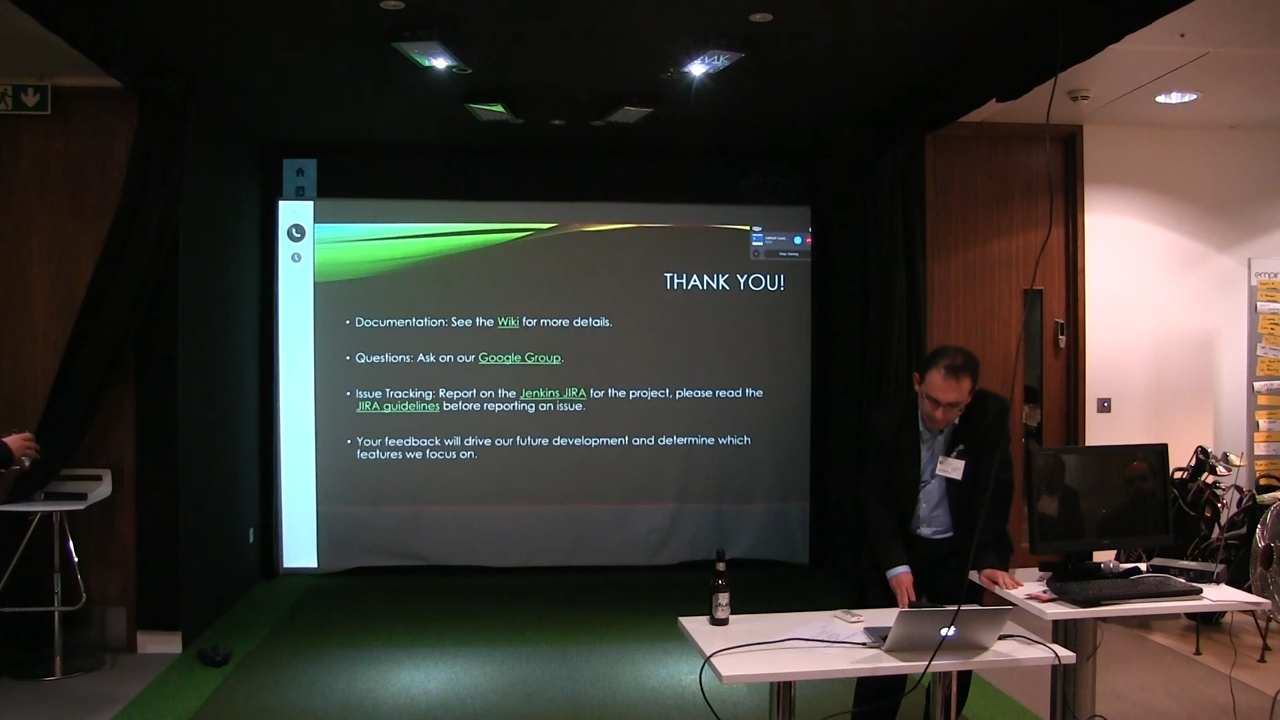 THANK YOU!
• Documentation: See the Wiki for more details.
• Questions: Ask on our Google Group.
• Issue Tracking: Report on the Jenkins JIRA for the project, please read the
JIRA guidelines before reporting an issue.
• Your feedback will drive our future development and determine which
features we focus on.